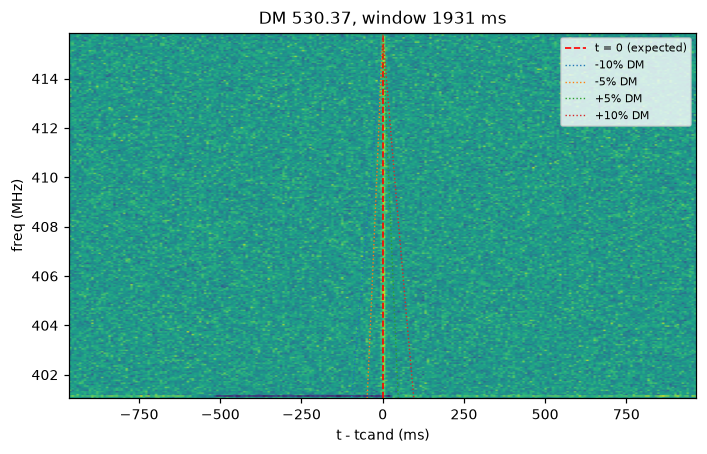 DM 530.37, window 1931 ms
t = 0 (expected)
-10% DM
-5% DM
+5% DM
+10% DM
414
412
410
408
406
404
402
freq (MHz)
−750
−500
−250
0
250
500
750
t - tcand (ms)